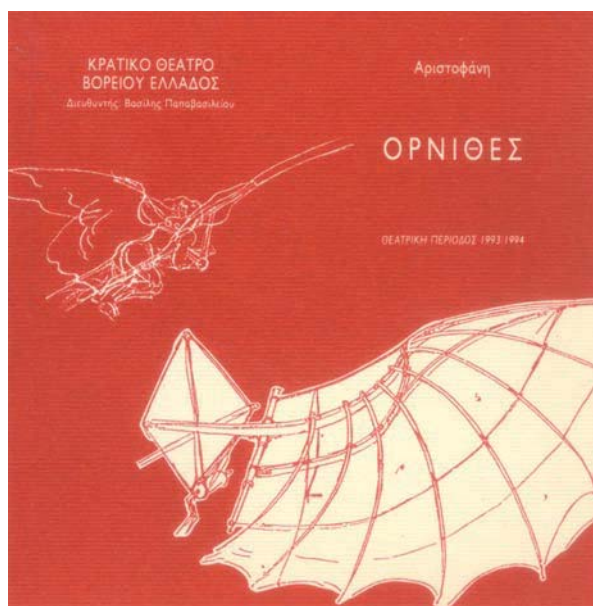 ΚΡΑΤΙΚΟ ΘΕΑΤΡΟ
ΒΟΡΕΙΟΥ ΕΛΛΑΔΟΣ
Διευθυντής: Βασίλης Παπαβασιλείου
Αριστοφάνη
ΟΡΝΙΘΕΣ
ΘΕΑΤΡΙΚΗ ΠΕΡΙΟΔΟΣ 1993/1994